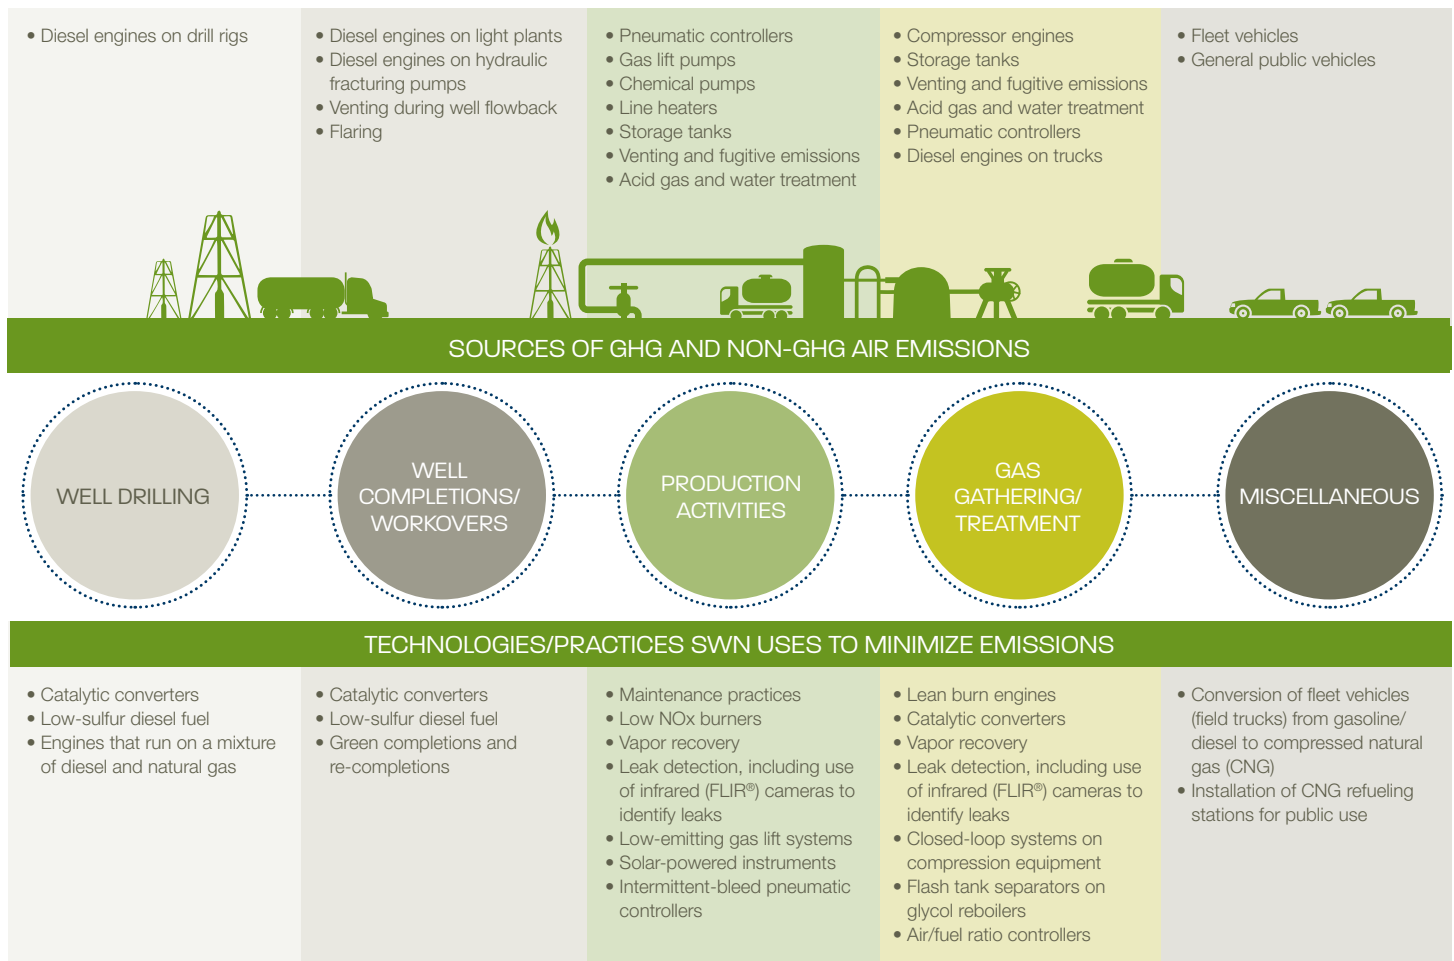 • Diesel engines on drill rigs
• Diesel engines on light plants
• Diesel engines on hydraulic
fracturing pumps
• Venting during well flowback
• Flaring
• Pneumatic controllers
• Gas lift pumps
• Chemical pumps
• Line heaters
• Storage tanks
• Venting and fugitive emissions
• Acid gas and water treatment
• Compressor engines
• Storage tanks
• Venting and fugitive emissions
• Acid gas and water treatment
• Pneumatic controllers
• Diesel engines on trucks
• Fleet vehicles
• General public vehicles
SOURCES OF GHG AND NON-GHG AIR EMISSIONS
WELL DRILLING
WELL
COMPLETIONS/
WORKOVERS
PRODUCTION
ACTIVITIES
GAS
GATHERING/
TREATMENT
MISCELLANEOUS
TECHNOLOGIES/PRACTICES SWN USES TO MINIMIZE EMISSIONS
• Catalytic converters
• Low-sulfur diesel fuel
• Engines that run on a mixture
of diesel and natural gas
• Catalytic converters
• Low-sulfur diesel fuel
• Green completions and
re-completions
• Maintenance practices
• Low NOx burners
• Vapor recovery
• Leak detection, including use
of infrared (FLIR®) cameras to
identify leaks
• Low-emitting gas lift systems
• Solar-powered instruments
• Intermittent-bleed pneumatic
controllers
• Lean burn engines
• Catalytic converters
• Vapor recovery
• Leak detection, including use
of infrared (FLIR®) cameras to
identify leaks
• Closed-loop systems on
compression equipment
• Flash tank separators on
glycol reboilers
• Air/fuel ratio controllers
• Conversion of fleet vehicles
(field trucks) from gasoline/
diesel to compressed natural
gas (CNG)
• Installation of CNG refueling
stations for public use